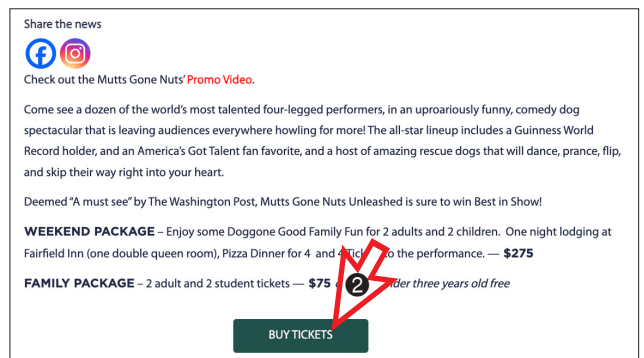 Share the news
Check out the Mutts Gone Nuts' Promo Video.
Come see a dozen of the world's most talented four-legged performers, in an uproariously funny, comedy dog
spectacular that is leaving audiences everywhere howling for more! The all-star lineup includes a Guinness World
Record holder, and an America's Got Talent fan favorite, and a host of amazing rescue dogs that will dance, prance, flip,
and skip their way right into your heart.
Deemed "A must see" by The Washington Post, Mutts Gone Nuts Unleashed is sure to win Best in Show!
WEEKEND PACKAGE – Enjoy some Doggone Good Family Fun for 2 adults and 2 children. One night lodging at
Fairfield Inn (one double queen room), Pizza Dinner for 4 and 4 to the performance. — $275
FAMILY PACKAGE – 2 adult and 2 student tickets — $75 2 three years old free
BUY TICKETS